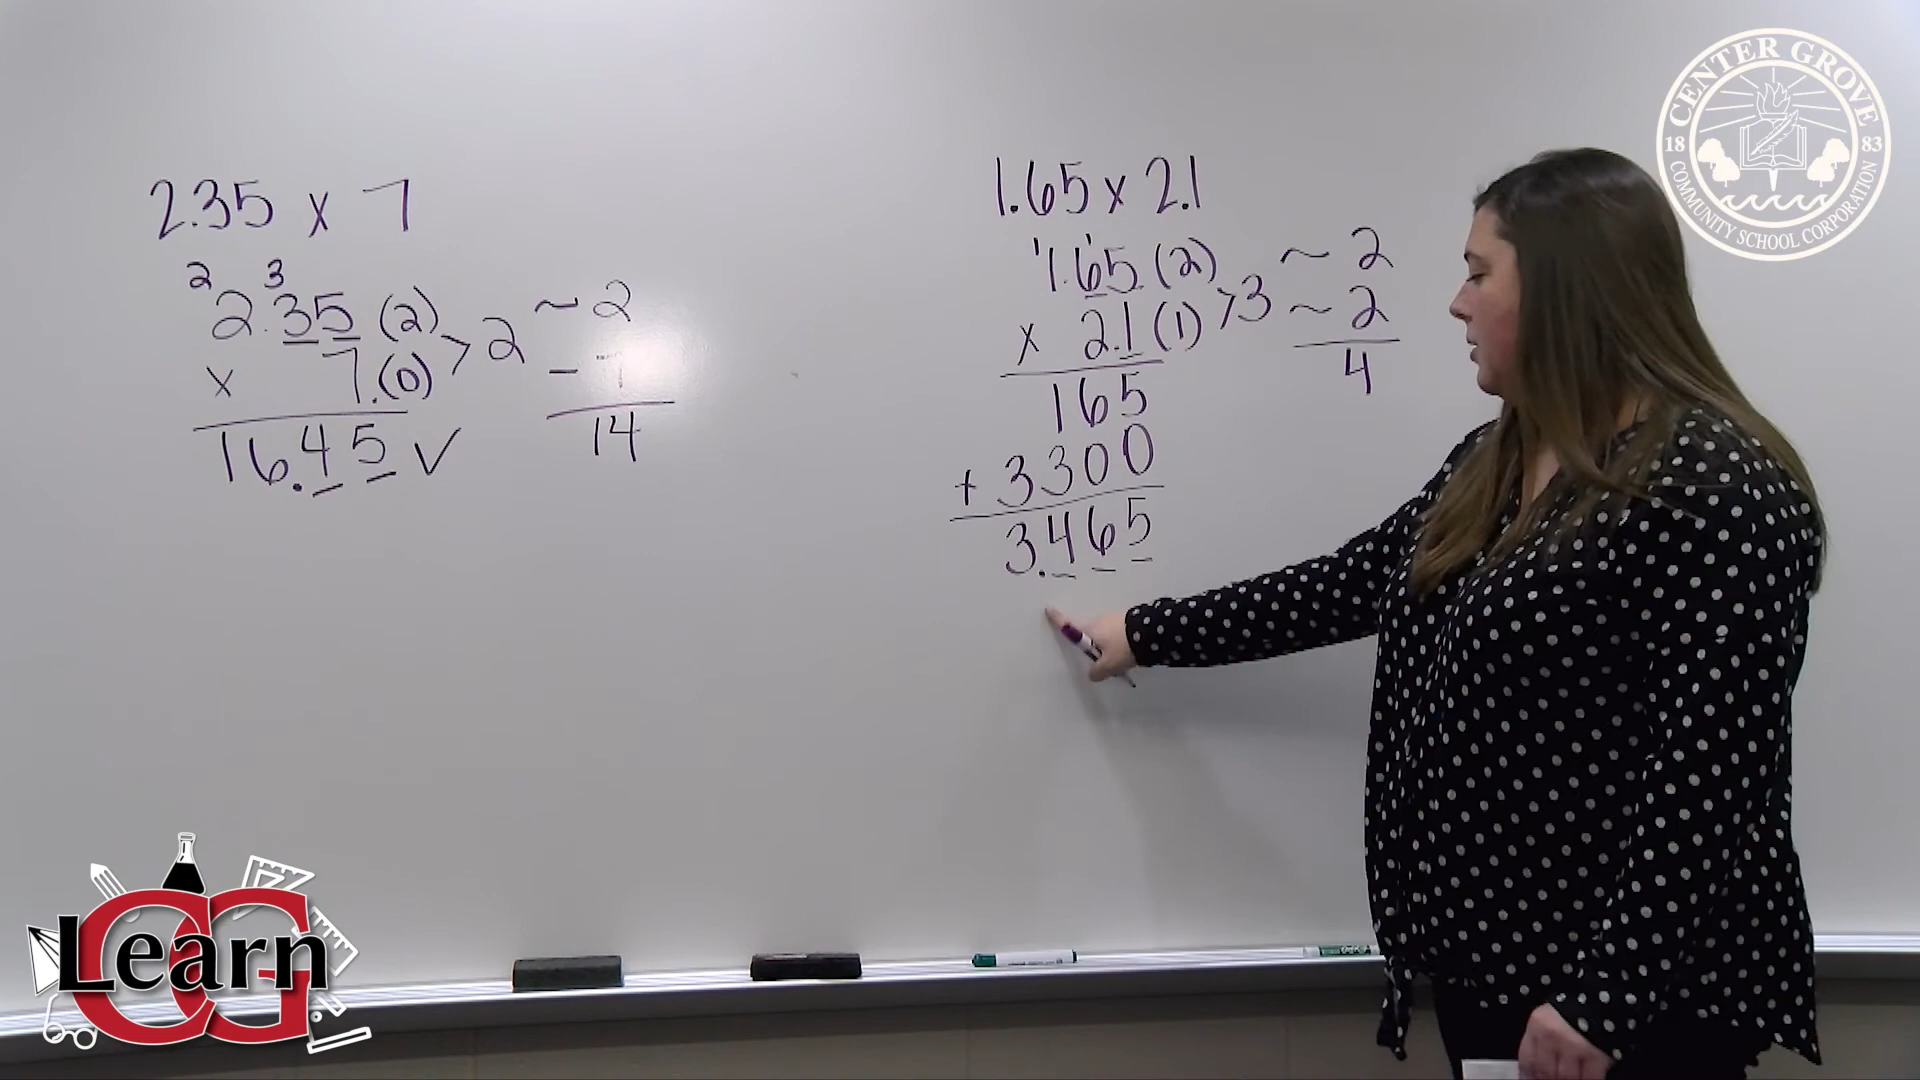 2.35 x 7
2 3
2.35 (2)
x 7. (0) > 2
16.45 ✓
~ 2
- 7
14
1.65 x 2.1
1 1
1.65 (2)
x 2.1 (1) > 3
165
+ 3300
3.465
~ 2
~ 2
4
CENTER GROVE
18 83
COMMUNITY SCHOOL CORPORATION
CG
Learn